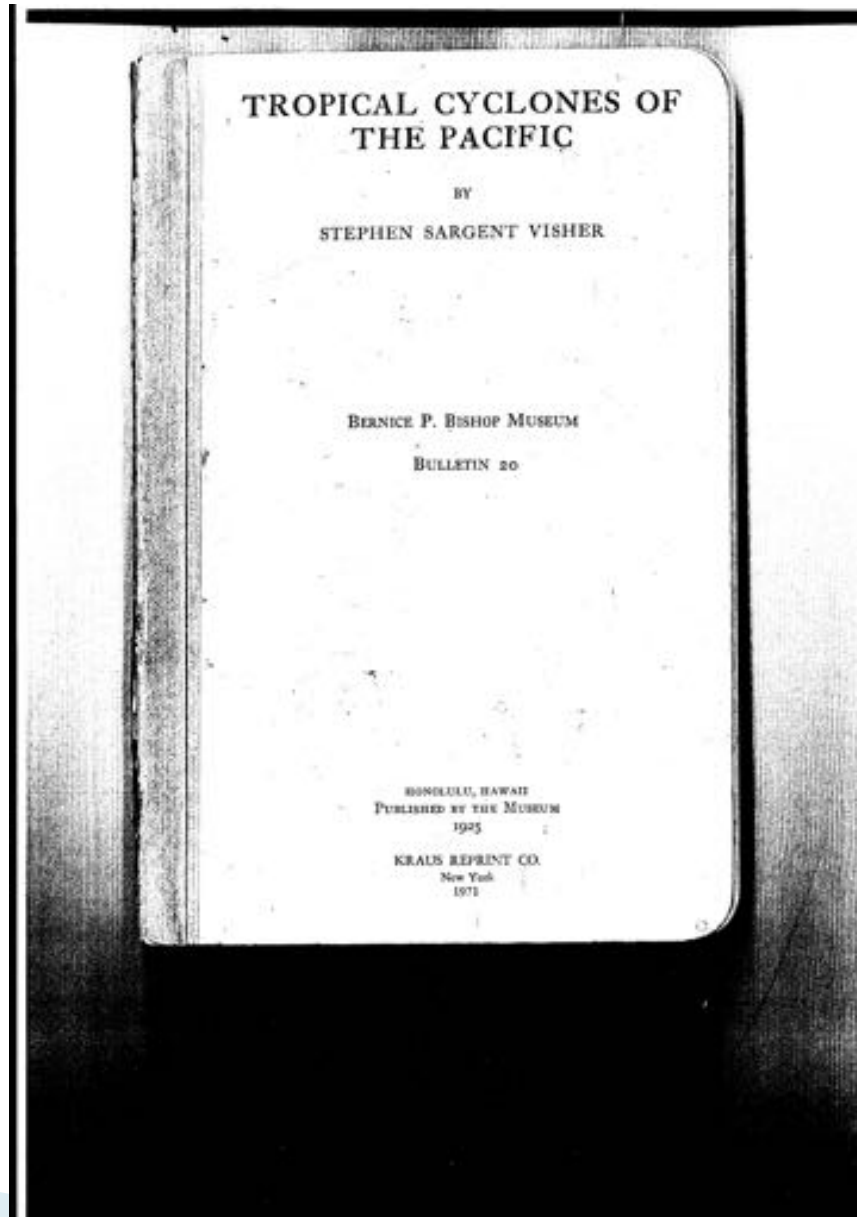 TROPICAL CYCLONES OF
THE PACIFIC
BY
STEPHEN SARGENT VISHER
BERNICE P. BISHOP MUSEUM
BULLETIN 20
HONOLULU, HAWAII
PUBLISHED BY THE MUSEUM
1925
KRAUS REPRINT CO.
New York
1971